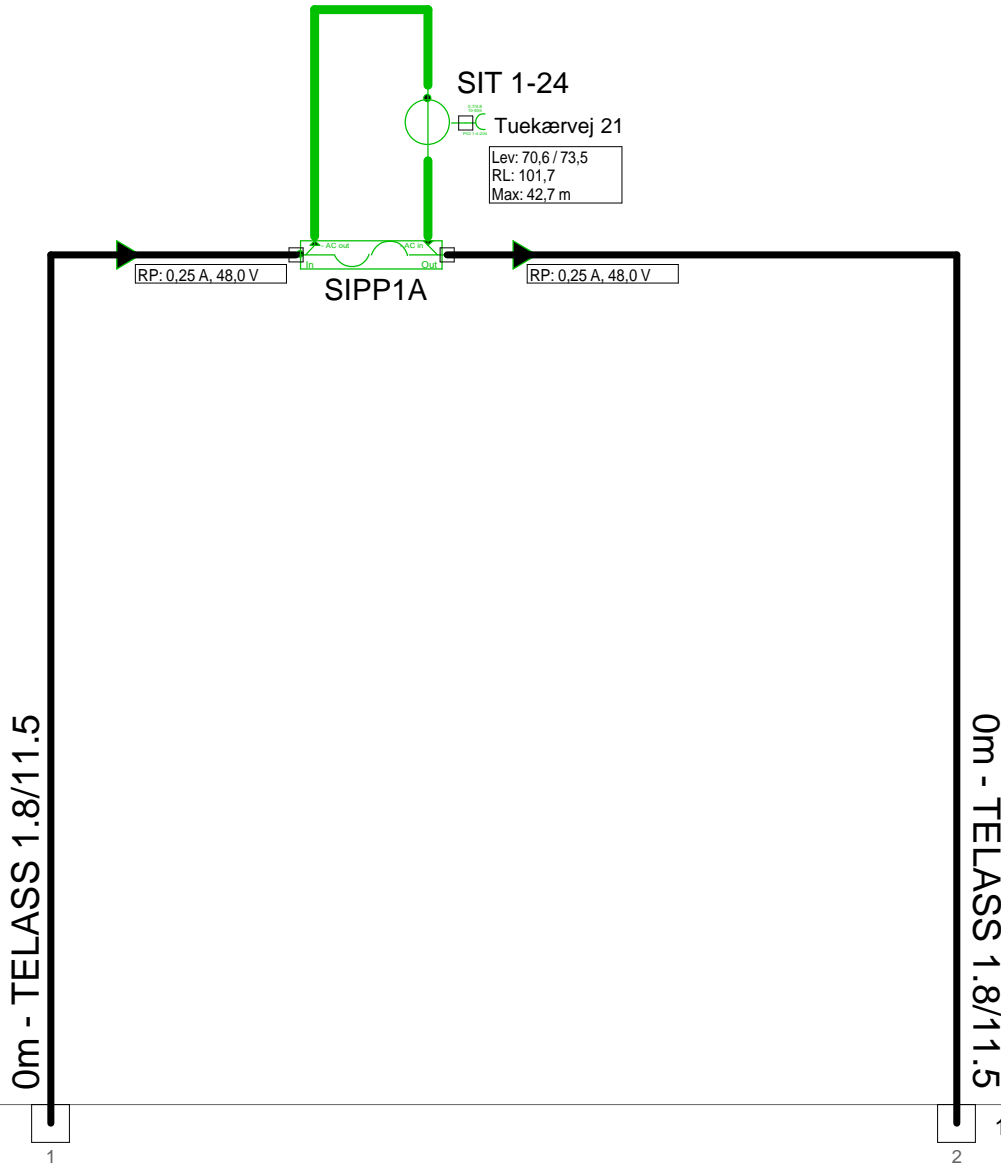 SIT 1-24
Tuekærvej 21
Lev: 70,6 / 73,5
RL: 101,7
Max: 42,7 m
- AC out
AC in
In
Out
RP: 0,25 A, 48,0 V
RP: 0,25 A, 48,0 V
SIPP1A
0m - TELASS 1.8/11.5
0m - TELASS 1.8/11.5
1
1
2